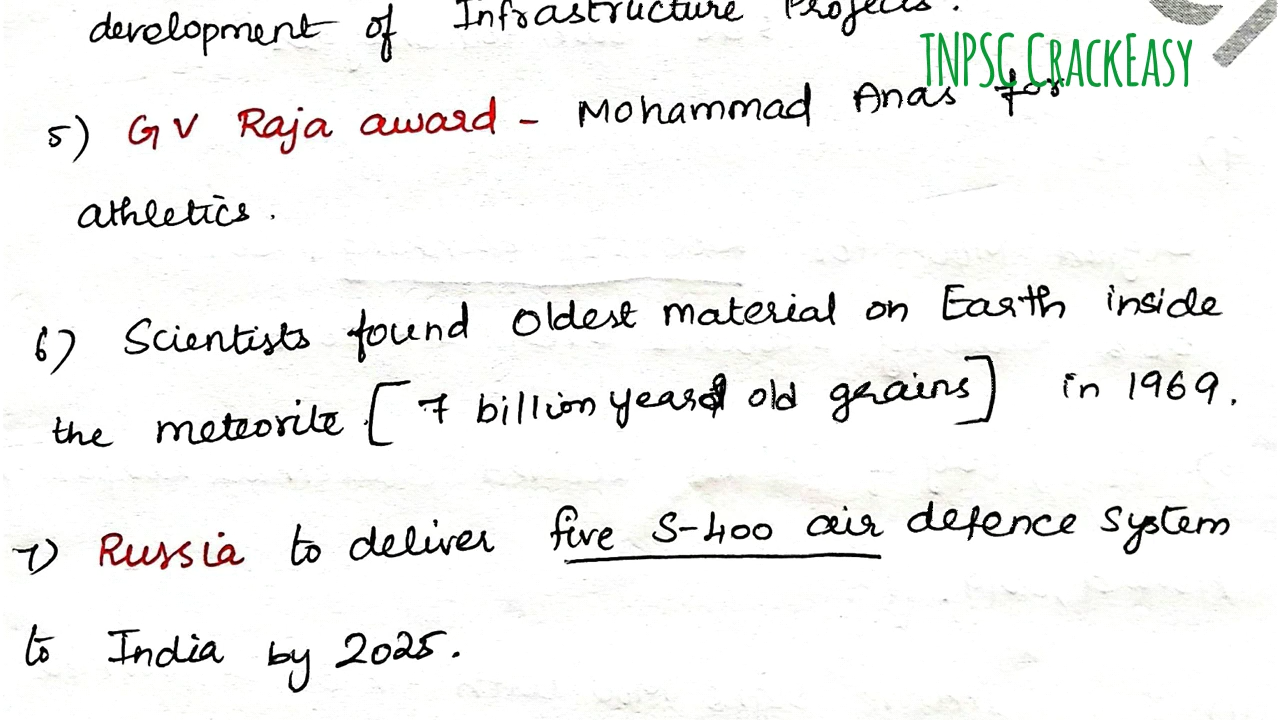 development of Infrastructure Projects.
TNPSC CrackEasy
5) GV Raja award - Mohammad Anas for
athletics.
6) Scientists found oldest material on Earth inside
the meteorite [7 billion years old grains] in 1969.
7) Russia to deliver five S-400 air defence system
to India by 2025.